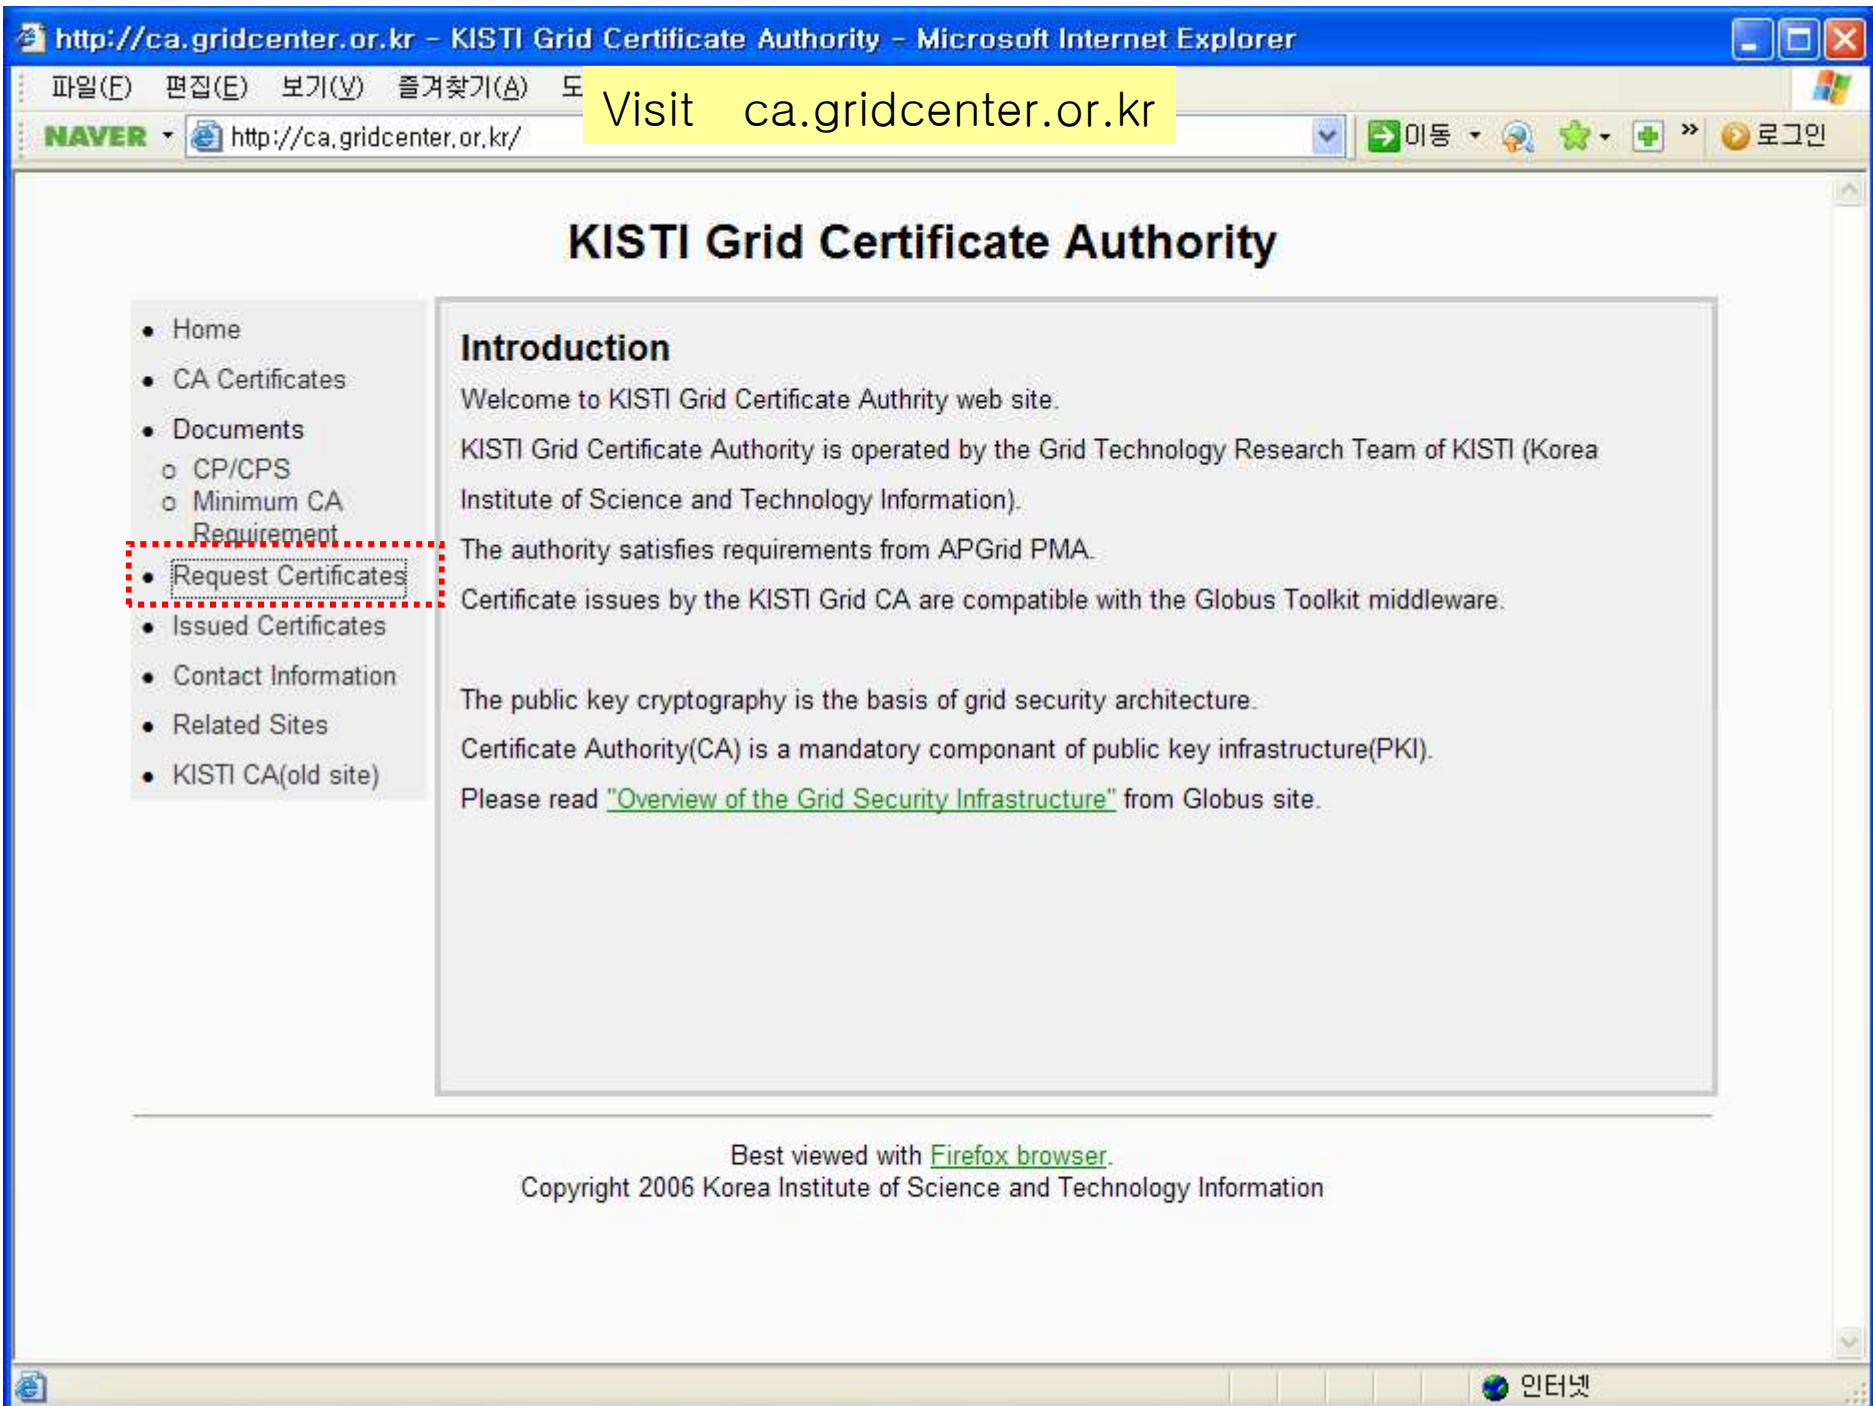 http://ca.gridcenter.or.kr - KISTI Grid Certificate Authority - Microsoft Internet Explorer
파일(F) 편집(E) 보기(V) 즐겨찾기(A) 도
Visit ca.gridcenter.or.kr
NAVER http://ca.gridcenter.or.kr/ 이동 » 로그인
KISTI Grid Certificate Authority
Home
CA Certificates
Documents
CP/CPS
Minimum CA
Requirement
Request Certificates
Issued Certificates
Contact Information
Related Sites
KISTI CA(old site)
Introduction
Welcome to KISTI Grid Certificate Authrity web site.
KISTI Grid Certificate Authority is operated by the Grid Technology Research Team of KISTI (Korea
Institute of Science and Technology Information).
The authority satisfies requirements from APGrid PMA.
Certificate issues by the KISTI Grid CA are compatible with the Globus Toolkit middleware.
The public key cryptography is the basis of grid security architecture.
Certificate Authority(CA) is a mandatory componant of public key infrastructure(PKI).
Please read "Overview of the Grid Security Infrastructure" from Globus site.
Best viewed with Firefox browser.
Copyright 2006 Korea Institute of Science and Technology Information
인터넷